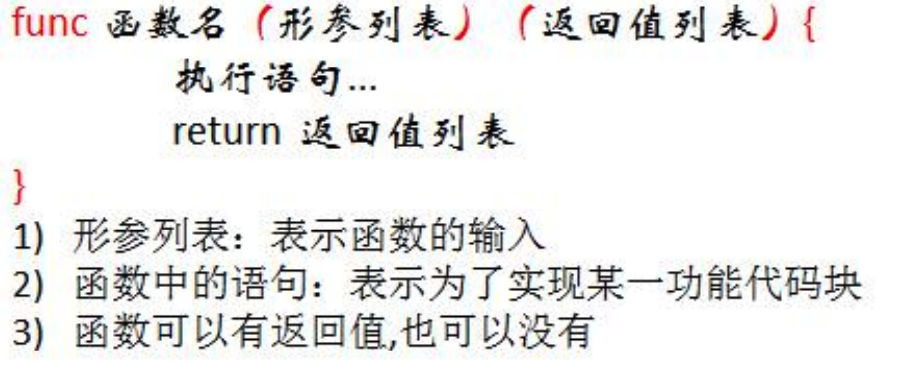 func 函数名（形参列表）（返回值列表）{
执行语句...
return 返回值列表
}
1) 形参列表：表示函数的输入
2) 函数中的语句：表示为了实现某一功能代码块
3) 函数可以有返回值,也可以没有